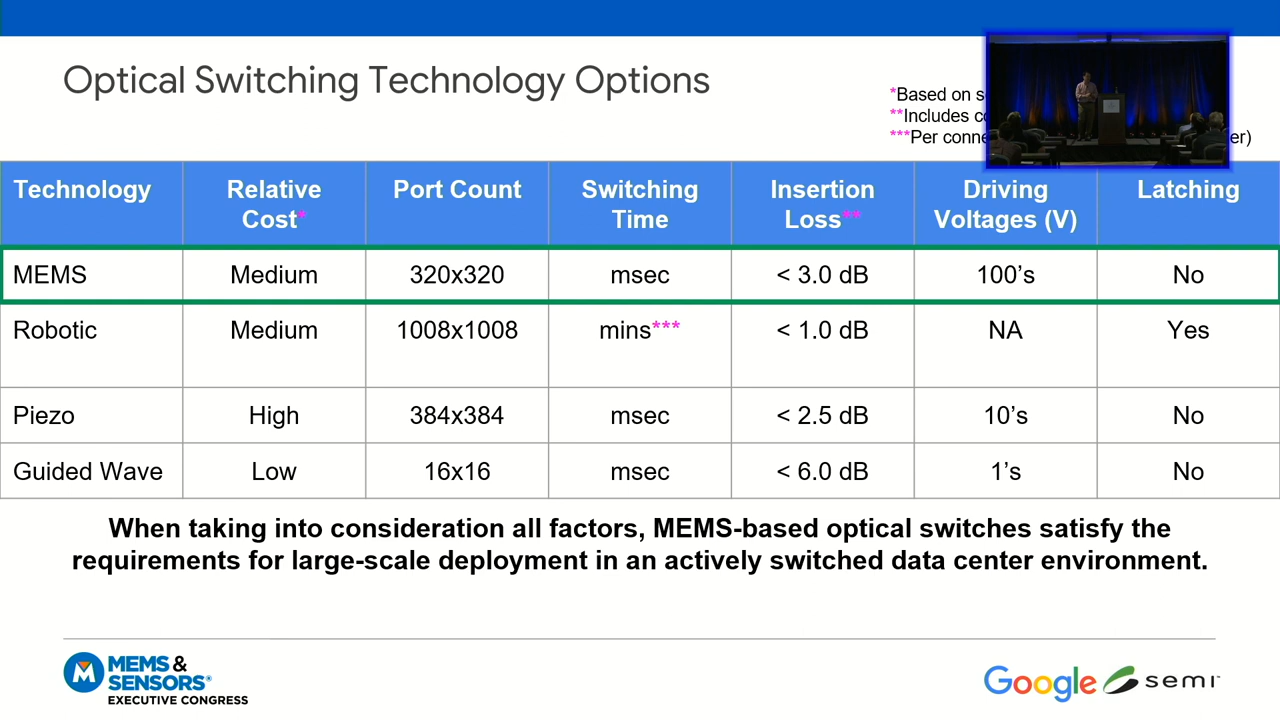 Optical Switching Technology Options
*Based on
**Includes
***Per er)
Technology Relative Cost* Port Count Switching Time Insertion Loss** Driving Voltages (V) Latching
MEMS Medium 320x320 msec < 3.0 dB 100's No
Robotic Medium 1008x1008 mins*** < 1.0 dB NA Yes
Piezo High 384x384 msec < 2.5 dB 10's No
Guided Wave Low 16x16 msec < 6.0 dB 1's No
When taking into consideration all factors, MEMS-based optical switches satisfy the
requirements for large-scale deployment in an actively switched data center environment.
MEMS &
SENSORS
EXECUTIVE CONGRESS
Google semi